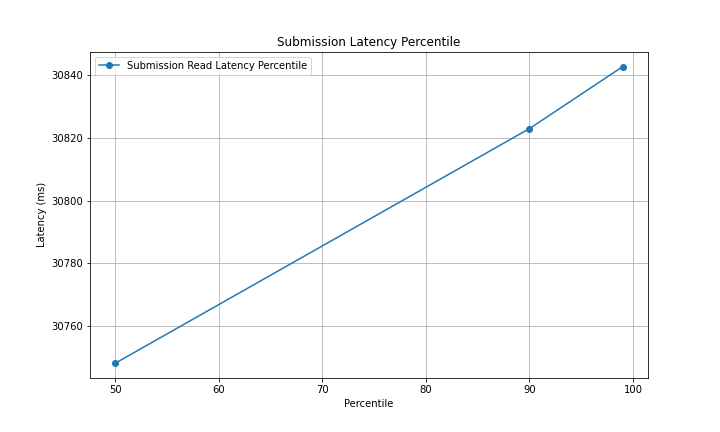 Submission Latency Percentile
Submission Read Latency Percentile
Latency (ms)
30840
30820
30800
30780
30760
50 60 70 80 90 100
Percentile